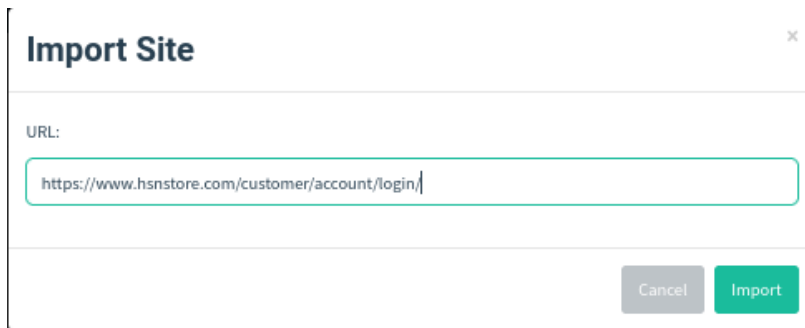 Import Site
×
URL:
https://www.hsnstore.com/customer/account/login/
Cancel Import